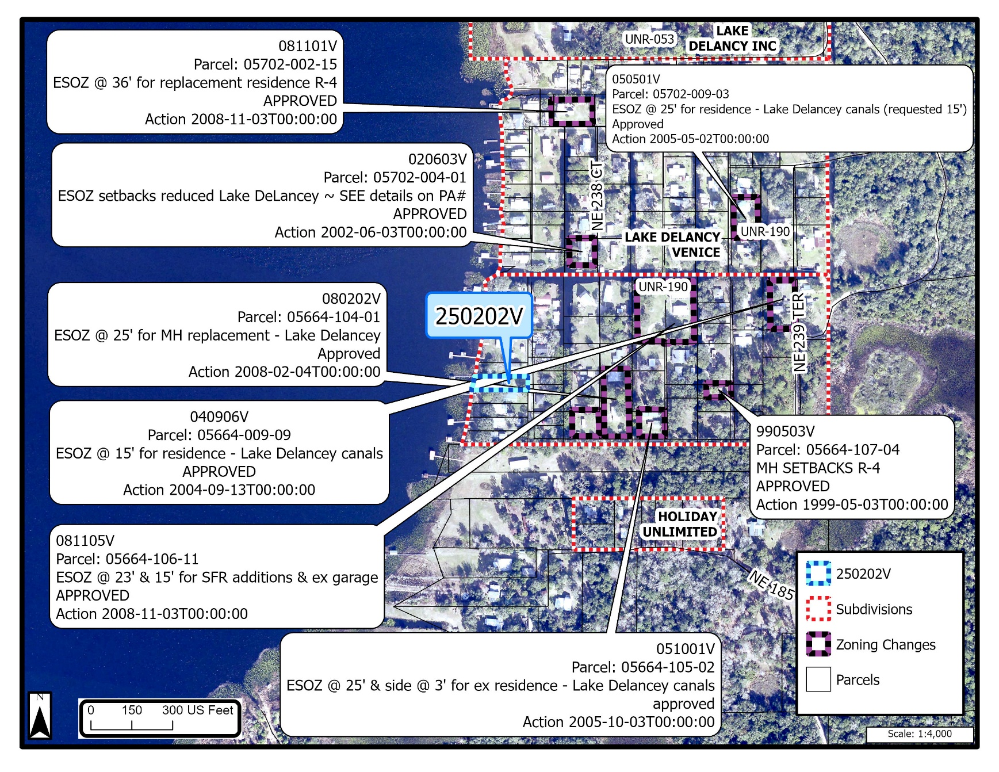 LAKE
DELANCY INC
UNR-053
081101V
Parcel: 05702-002-15
ESOZ @ 36' for replacement residence R-4
APPROVED
Action 2008-11-03T00:00:00
050501V
Parcel: 05702-009-03
ESOZ @ 25' for residence - Lake Delancey canals (requested 15')
Approved
Action 2005-05-02T00:00:00
020603V
Parcel: 05702-004-01
ESOZ setbacks reduced Lake DeLancey ~ SEE details on PA#
APPROVED
Action 2002-06-03T00:00:00
NE 238 CT
UNR-190
LAKE DELANCY
VENICE
UNR-190
080202V
Parcel: 05664-104-01
ESOZ @ 25' for MH replacement - Lake Delancey
Approved
Action 2008-02-04T00:00:00
250202V
NE 239 TER
040906V
Parcel: 05664-009-09
ESOZ @ 15' for residence - Lake Delancey canals
APPROVED
Action 2004-09-13T00:00:00
990503V
Parcel: 05664-107-04
MH SETBACKS R-4
APPROVED
Action 1999-05-03T00:00:00
HOLIDAY
UNLIMITED
081105V
Parcel: 05664-106-11
ESOZ @ 23' & 15' for SFR additions & ex garage
APPROVED
Action 2008-11-03T00:00:00
NE 185
051001V
Parcel: 05664-105-02
ESOZ @ 25' & side @ 3' for ex residence - Lake Delancey canals
approved
Action 2005-10-03T00:00:00
250202V
Subdivisions
Zoning Changes
Parcels
N
0 150 300 US Feet
Scale: 1:4,000